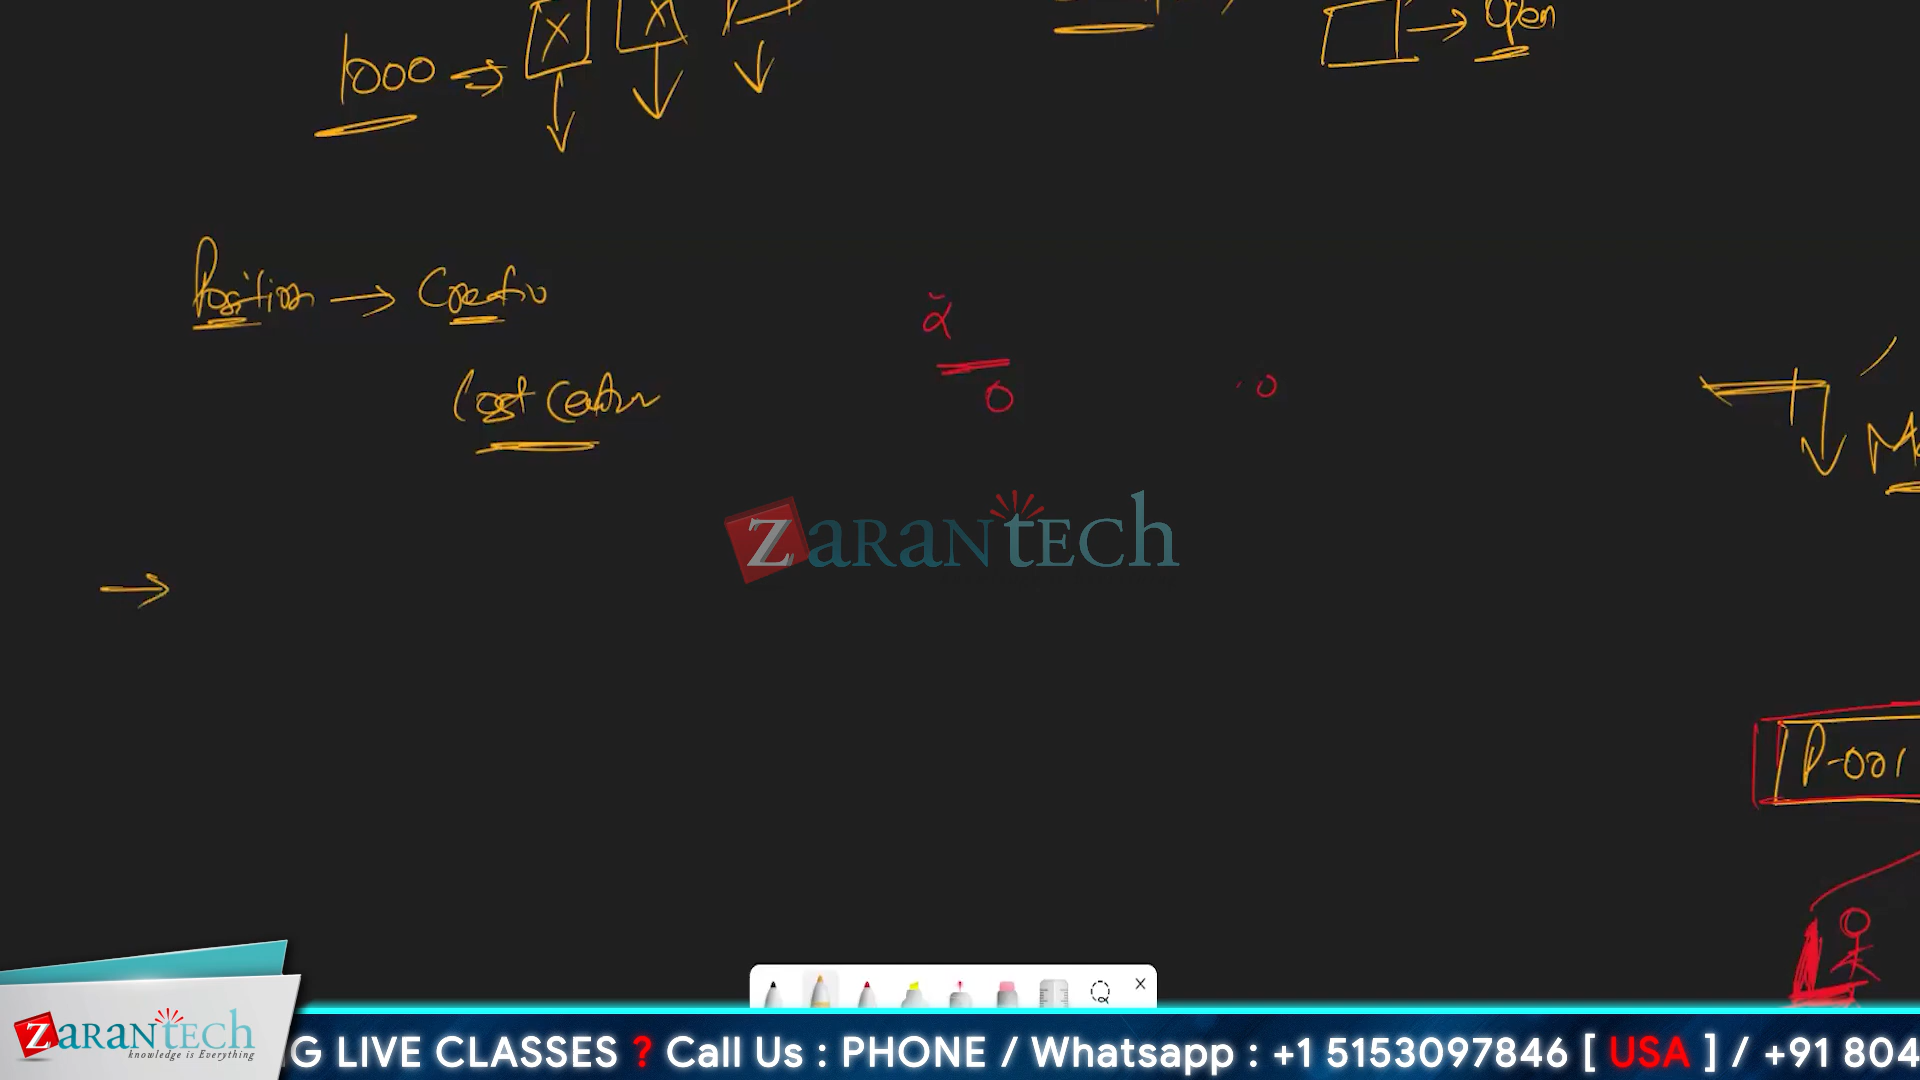 X X
Open
1000
Position → Creatio
Cost Center
ZaranTech
P-001
ZaranTech
knowledge is Everything
G LIVE CLASSES ? Call Us : PHONE / Whatsapp : +1 5153097846 [ USA ] / +91 804